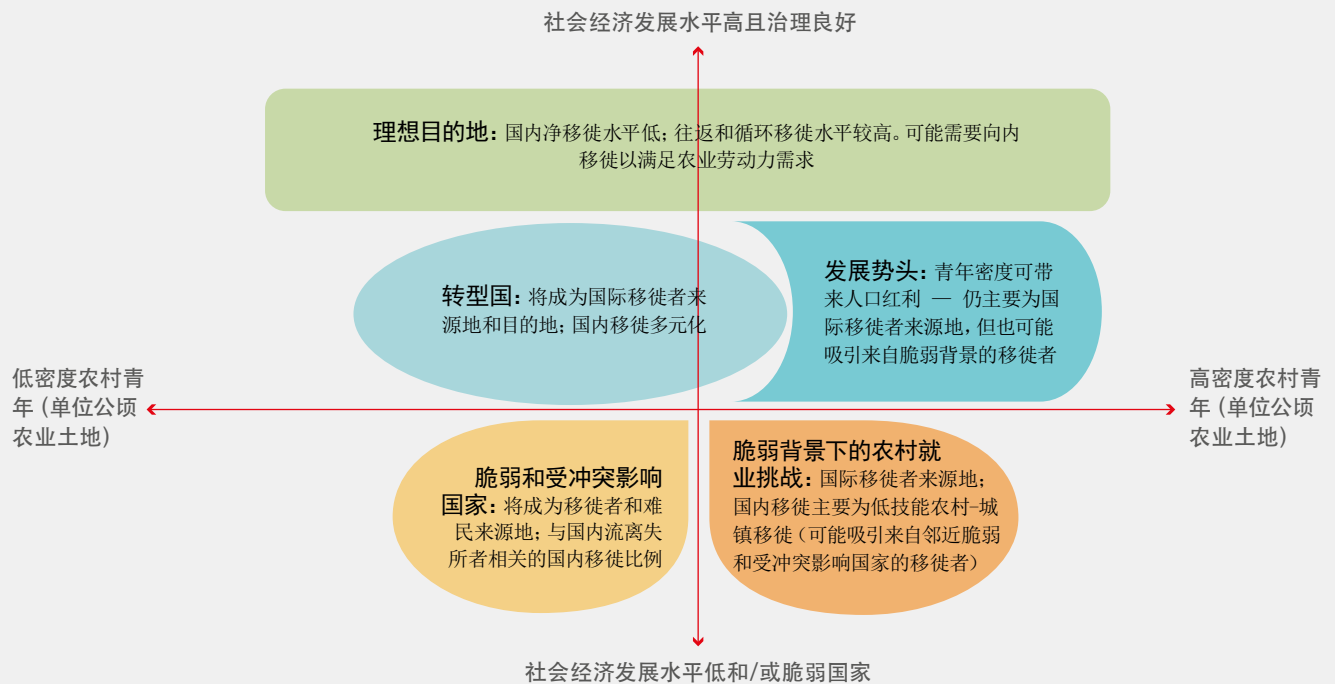 社会经济发展水平高且治理良好
理想目的地：国内净移徙水平低；往返和循环移徙水平较高。可能需要向内
移徙以满足农业劳动力需求
转型国：将成为国际移徙者来
源地和目的地；国内移徙多元化
发展势头：青年密度可带
来人口红利 — 仍主要为国
际移徙者来源地，但也可能
吸引来自脆弱背景的移徙者
低密度农村青
年（单位公顷
农业土地）
高密度农村青
年（单位公顷
农业土地）
脆弱和受冲突影响
国家：将成为移徙者和难
民来源地；与国内流离失
所者相关的国内移徙比例
脆弱背景下的农村就
业挑战：国际移徙者来源地；
国内移徙主要为低技能农村-城
镇移徙（可能吸引来自邻近脆弱
和受冲突影响国家的移徙者）
社会经济发展水平低和/或脆弱国家